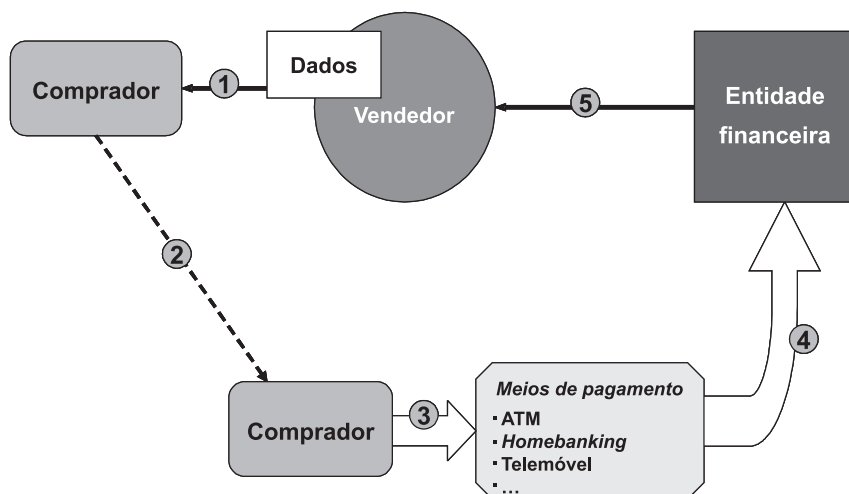 Dados
Comprador
1
5
Vendedor
Entidade
financeira
2
4
Meios de pagamento
3
Comprador
· ATM
· Homebanking
· Telemóvel
· ...